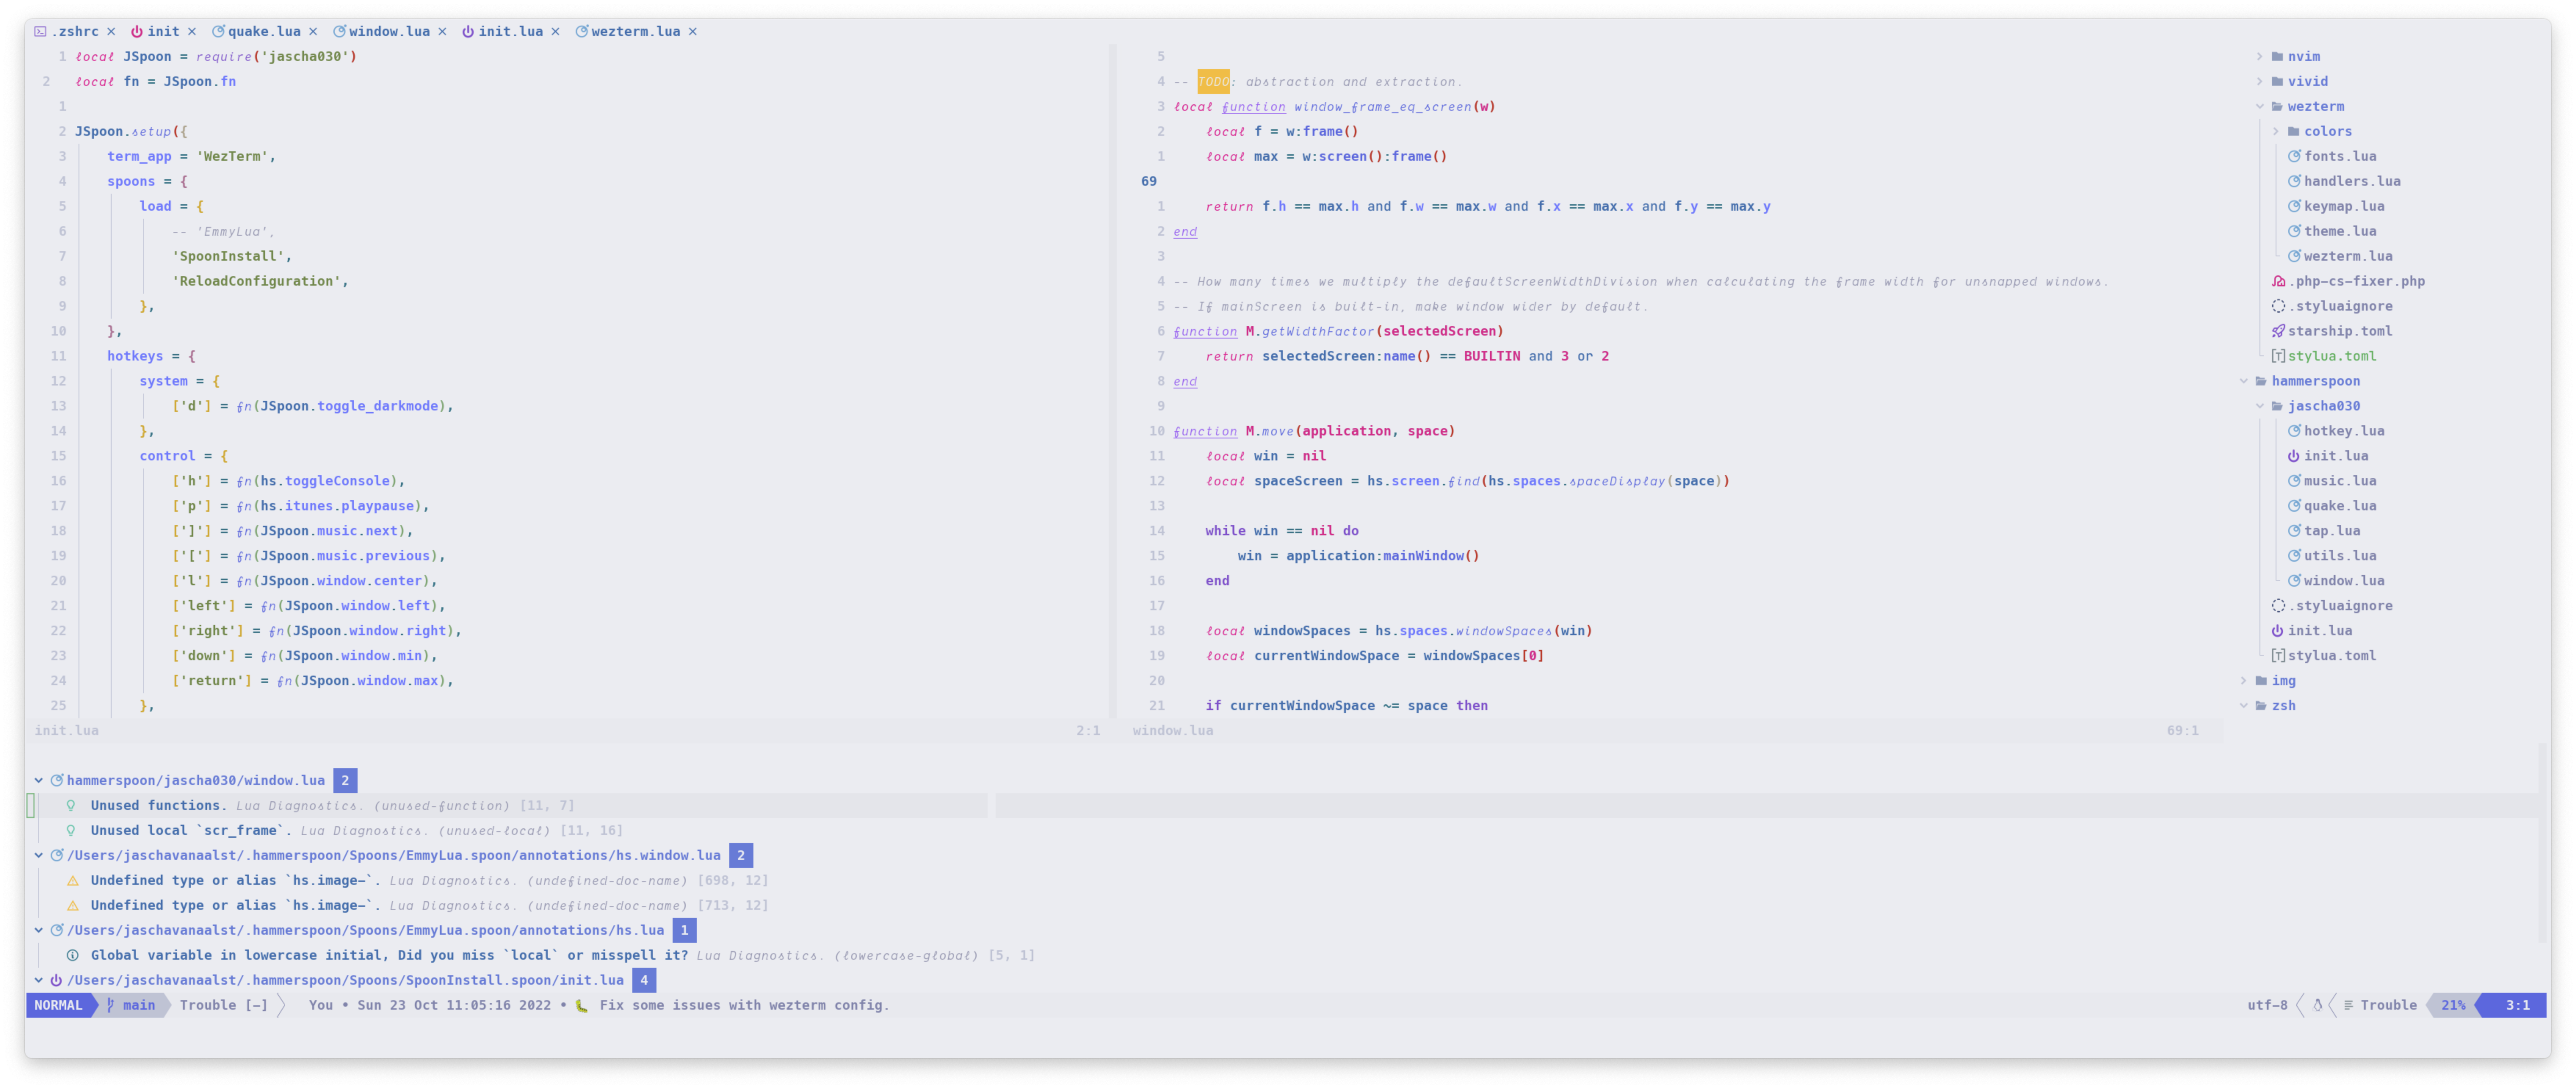 .zshrc × init × quake.lua × window.lua × init.lua × wezterm.lua ×
1 local JSpoon = require('jascha030')
2 local fn = JSpoon.fn
1
2 JSpoon.setup({
3 term_app = 'WezTerm',
4 spoons = {
5 load = {
6 -- 'EmmyLua',
7 'SpoonInstall',
8 'ReloadConfiguration',
9 },
10 },
11 hotkeys = {
12 system = {
13 ['d'] = fn(JSpoon.toggle_darkmode),
14 },
15 control = {
16 ['h'] = fn(hs.toggleConsole),
17 ['p'] = fn(hs.itunes.playpause),
18 [']'] = fn(JSpoon.music.next),
19 ['['] = fn(JSpoon.music.previous),
20 ['l'] = fn(JSpoon.window.center),
21 ['left'] = fn(JSpoon.window.left),
22 ['right'] = fn(JSpoon.window.right),
23 ['down'] = fn(JSpoon.window.min),
24 ['return'] = fn(JSpoon.window.max),
25 },
init.lua 2:1
5
4 -- TODO: abstraction and extraction.
3 local function window_frame_eq_screen(w)
2 local f = w:frame()
1 local max = w:screen():frame()
69
1 return f.h == max.h and f.w == max.w and f.x == max.x and f.y == max.y
2 end
3
4 -- How many times we multiply the defaultScreenWidthDivision when calculating the frame width for unsnapped windows.
5 -- If mainScreen is built-in, make window wider by default.
6 function M.getWidthFactor(selectedScreen)
7 return selectedScreen:name() == BUILTIN and 3 or 2
8 end
9
10 function M.move(application, space)
11 local win = nil
12 local spaceScreen = hs.screen.find(hs.spaces.spaceDisplay(space))
13
14 while win == nil do
15 win = application:mainWindow()
16 end
17
18 local windowSpaces = hs.spaces.windowSpaces(win)
19 local currentWindowSpace = windowSpaces[0]
20
21 if currentWindowSpace ~= space then
window.lua 69:1
nvim
vivid
wezterm
colors
fonts.lua
handlers.lua
keymap.lua
theme.lua
wezterm.lua
.php-cs-fixer.php
.styluaignore
starship.toml
stylua.toml
hammerspoon
jascha030
hotkey.lua
init.lua
music.lua
quake.lua
tap.lua
utils.lua
window.lua
.styluaignore
init.lua
stylua.toml
img
zsh
hammerspoon/jascha030/window.lua 2
Unused functions. Lua Diagnostics. (unused-function) [11, 7]
Unused local `scr_frame`. Lua Diagnostics. (unused-local) [11, 16]
/Users/jaschavanaalst/.hammerspoon/Spoons/EmmyLua.spoon/annotations/hs.window.lua 2
Undefined type or alias `hs.image-`. Lua Diagnostics. (undefined-doc-name) [698, 12]
Undefined type or alias `hs.image-`. Lua Diagnostics. (undefined-doc-name) [713, 12]
/Users/jaschavanaalst/.hammerspoon/Spoons/EmmyLua.spoon/annotations/hs.lua 1
Global variable in lowercase initial, Did you miss `local` or misspell it? Lua Diagnostics. (lowercase-global) [5, 1]
/Users/jaschavanaalst/.hammerspoon/Spoons/SpoonInstall.spoon/init.lua 4
NORMAL main Trouble [-] You • Sun 23 Oct 11:05:16 2022 • 🐛 Fix some issues with wezterm config. utf-8 Trouble 21% 3:1